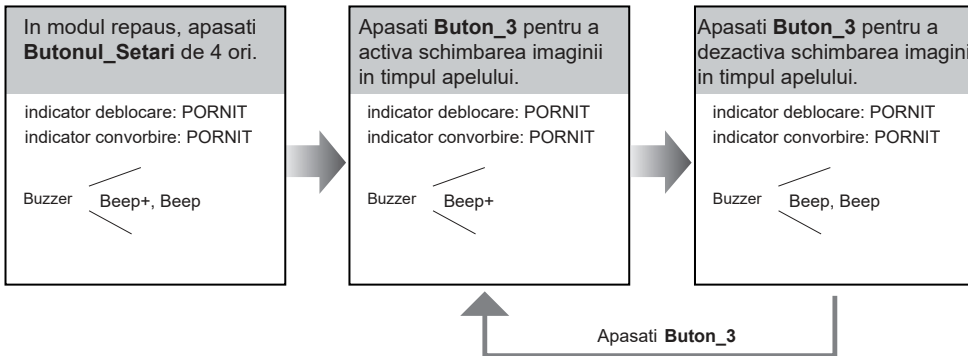 In modul repaus, apasati
Butonul_Setari de 4 ori.
indicator deblocare: PORNIT
indicator convorbire: PORNIT
Buzzer
Beep+, Beep
Apasati Buton_3 pentru a
activa schimbarea imaginii
in timpul apelului.
indicator deblocare: PORNIT
indicator convorbire: PORNIT
Buzzer
Beep+
Apasati Buton_3 pentru a
dezactiva schimbarea imaginii
in timpul apelului.
indicator deblocare: PORNIT
indicator convorbire: PORNIT
Buzzer
Beep, Beep
Apasati Buton_3